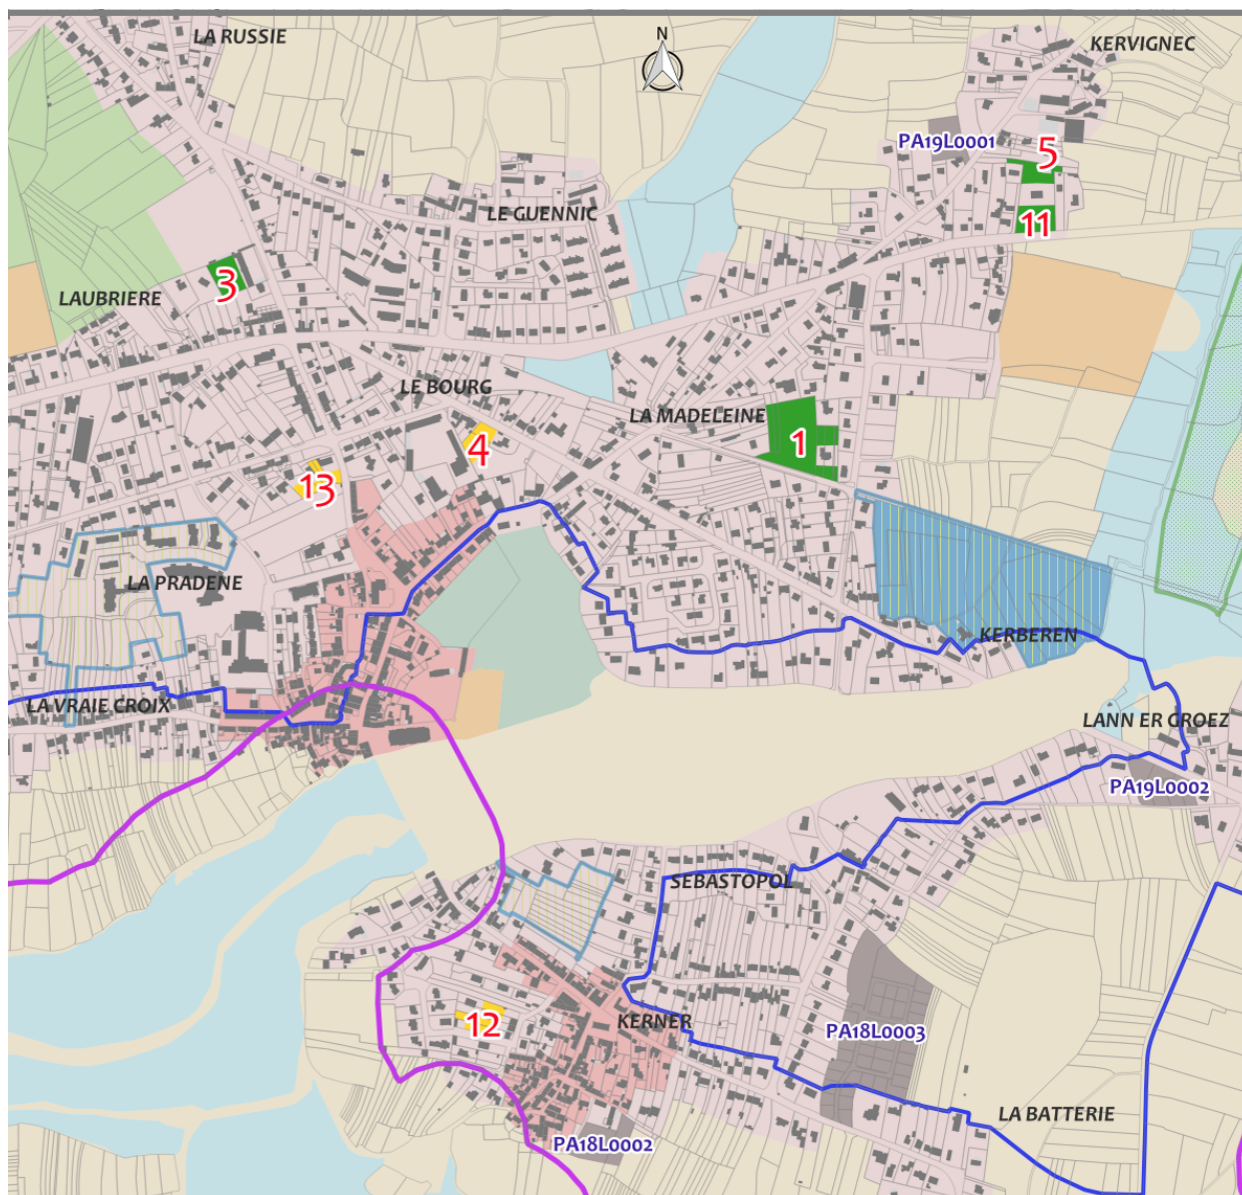 LA RUSSIE
N
KERVIGNEC
PA19L0001
5
LE GUENNIC
11
3
LAUBRIERE
LE BOURG
LA MADELEINE
4
1
13
LA PRADENE
KERBEREN
LA VRAIE CROIX
LANN ER GROEZ
PA19L0002
SEBASTOPOL
12
KERNER
PA18L0003
LA BATTERIE
PA18L0002